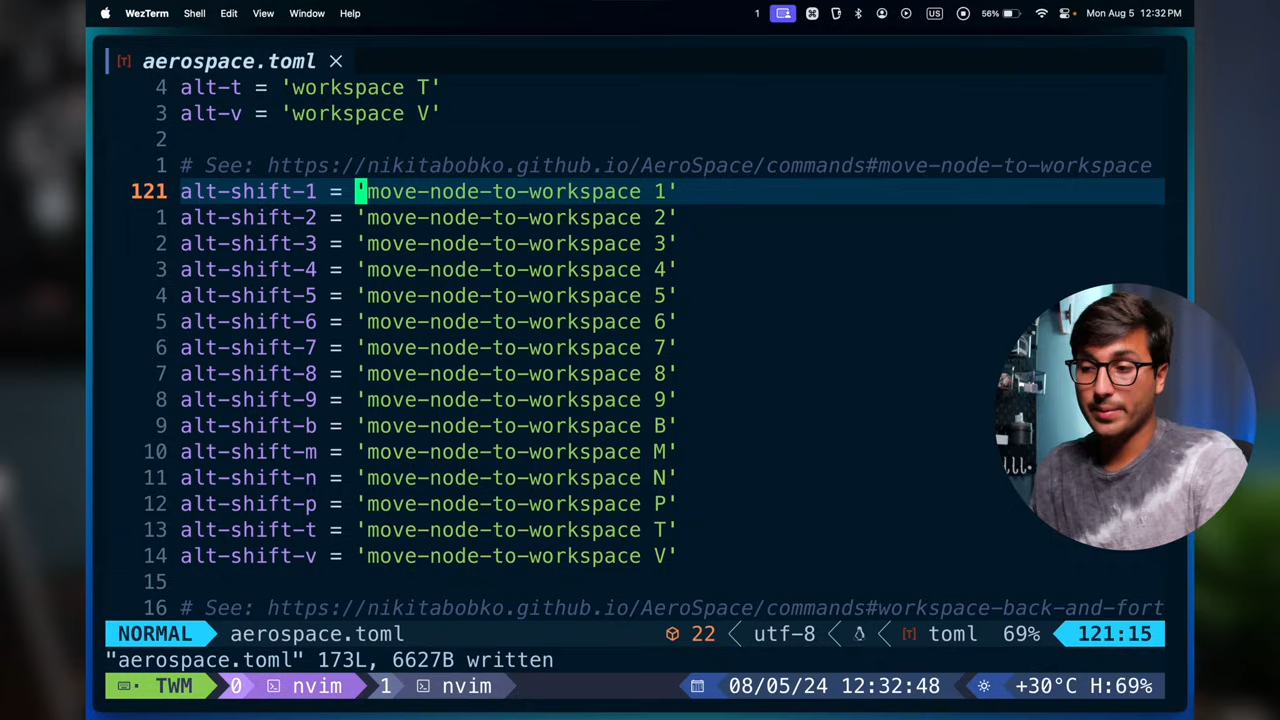 WezTerm Shell Edit View Window Help 1 US 56% Mon Aug 5 12:32 PM
[T] aerospace.toml ×
4 alt-t = 'workspace T'
3 alt-v = 'workspace V'
2
1 # See: https://nikitabobko.github.io/AeroSpace/commands#move-node-to-workspace
121 alt-shift-1 = 'move-node-to-workspace 1'
1 alt-shift-2 = 'move-node-to-workspace 2'
2 alt-shift-3 = 'move-node-to-workspace 3'
3 alt-shift-4 = 'move-node-to-workspace 4'
4 alt-shift-5 = 'move-node-to-workspace 5'
5 alt-shift-6 = 'move-node-to-workspace 6'
6 alt-shift-7 = 'move-node-to-workspace 7'
7 alt-shift-8 = 'move-node-to-workspace 8'
8 alt-shift-9 = 'move-node-to-workspace 9'
9 alt-shift-b = 'move-node-to-workspace B'
10 alt-shift-m = 'move-node-to-workspace M'
11 alt-shift-n = 'move-node-to-workspace N'
12 alt-shift-p = 'move-node-to-workspace P'
13 alt-shift-t = 'move-node-to-workspace T'
14 alt-shift-v = 'move-node-to-workspace V'
15
16 # See: https://nikitabobko.github.io/AeroSpace/commands#workspace-back-and-fort
NORMAL aerospace.toml 22 utf-8 [T] toml 69% 121:15
"aerospace.toml" 173L, 6627B written
TWM 0 nvim 1 nvim 08/05/24 12:32:48 +30°C H:69%